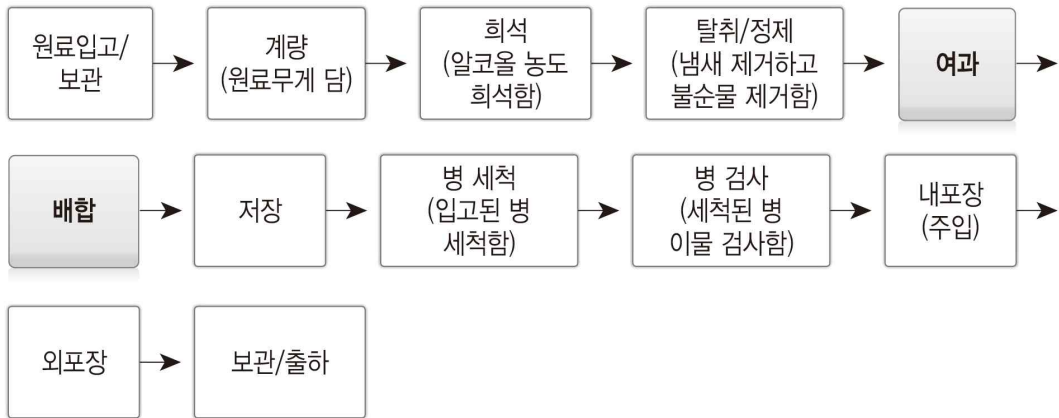 원료입고/
보관
계량
(원료무게 담)
희석
(알코올 농도
희석함)
탈취/정제
(냄새 제거하고
불순물 제거함)
여과
배합
저장
병 세척
(입고된 병
세척함)
병 검사
(세척된 병
이물 검사함)
내포장
(주입)
외포장
보관/출하